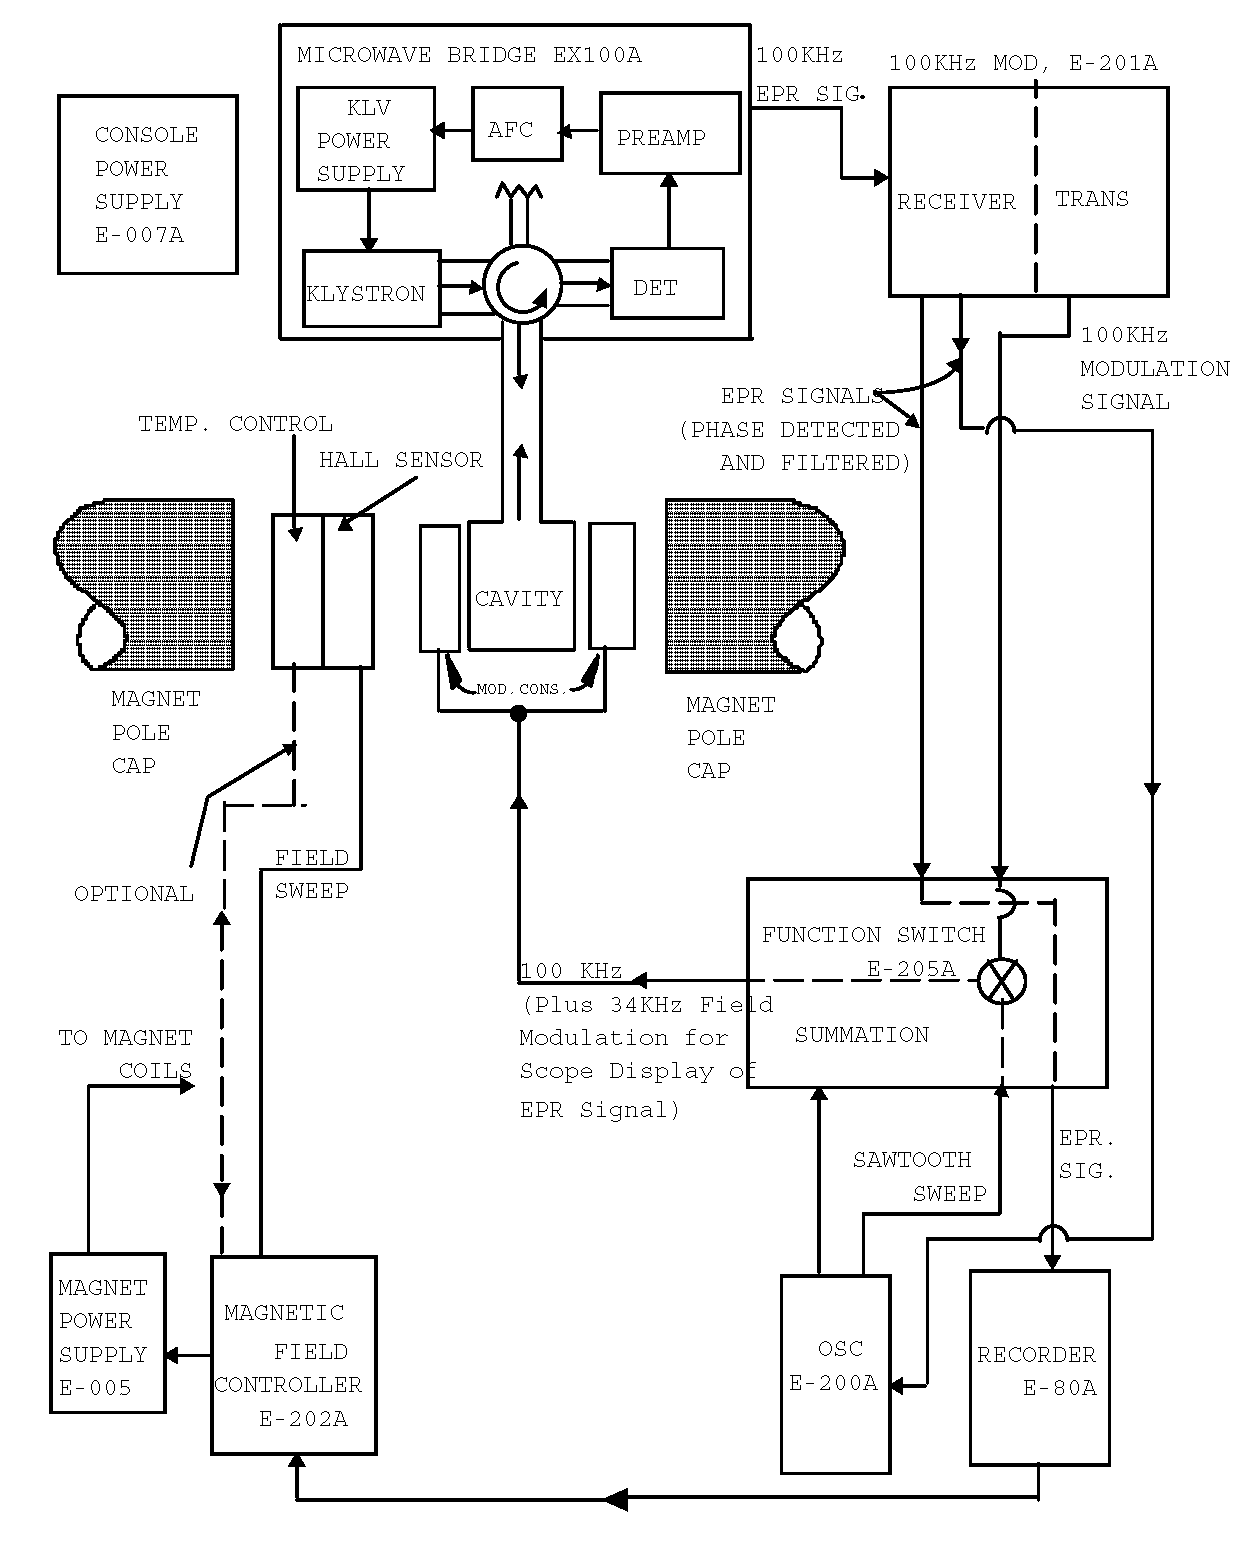 MICROWAVE BRIDGE EX100A
100KHz
EPR SIG.
100KHz MOD, E-201A
CONSOLE
POWER
SUPPLY
E-007A
KLV
POWER
SUPPLY
AFC
PREAMP
KLYSTRON
DET
RECEIVER
TRANS
100KHz
MODULATION
SIGNAL
EPR SIGNALS
(PHASE DETECTED
AND FILTERED)
TEMP. CONTROL
HALL SENSOR
CAVITY
MOD.CONS.
MAGNET
POLE
CAP
MAGNET
POLE
CAP
FIELD
SWEEP
OPTIONAL
FUNCTION SWITCH
E-205A
SUMMATION
100 KHz
(Plus 34KHz Field
Modulation for
Scope Display of
EPR Signal)
TO MAGNET
COILS
SAWTOOTH
SWEEP
EPR.
SIG.
MAGNET
POWER
SUPPLY
E-005
MAGNETIC
FIELD
CONTROLLER
E-202A
OSC
E-200A
RECORDER
E-80A